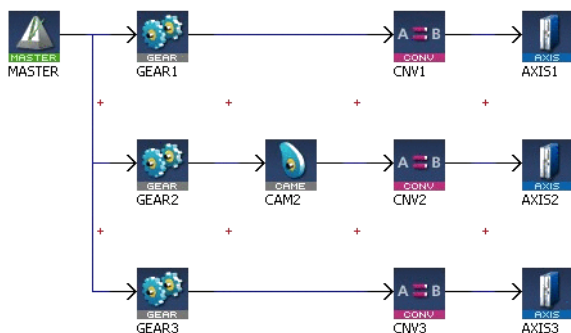 MASTER
MASTER
GEAR
GEAR1
A B
CONV
CNV1
AXIS
AXIS1
GEAR
GEAR2
CAME
CAM2
A B
CONV
CNV2
AXIS
AXIS2
GEAR
GEAR3
A B
CONV
CNV3
AXIS
AXIS3